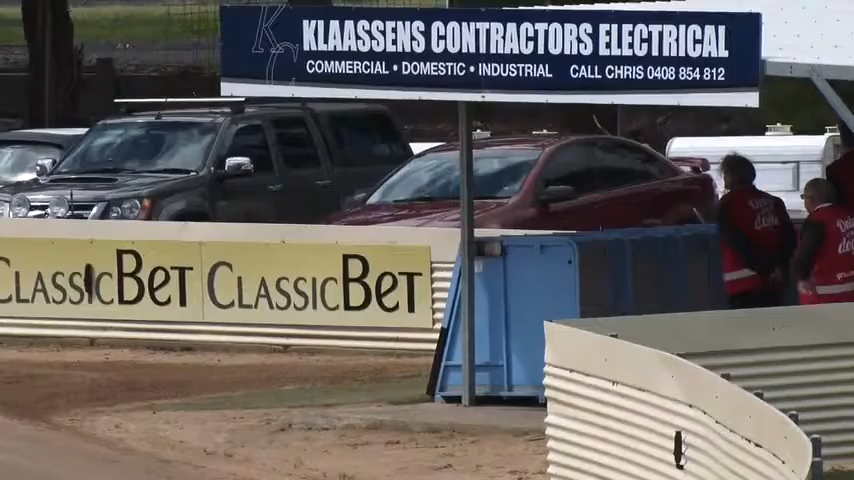 KC
KLAASSENS CONTRACTORS ELECTRICAL
COMMERCIAL • DOMESTIC • INDUSTRIAL CALL CHRIS 0408 854 812
CLASSICBET CLASSICBET